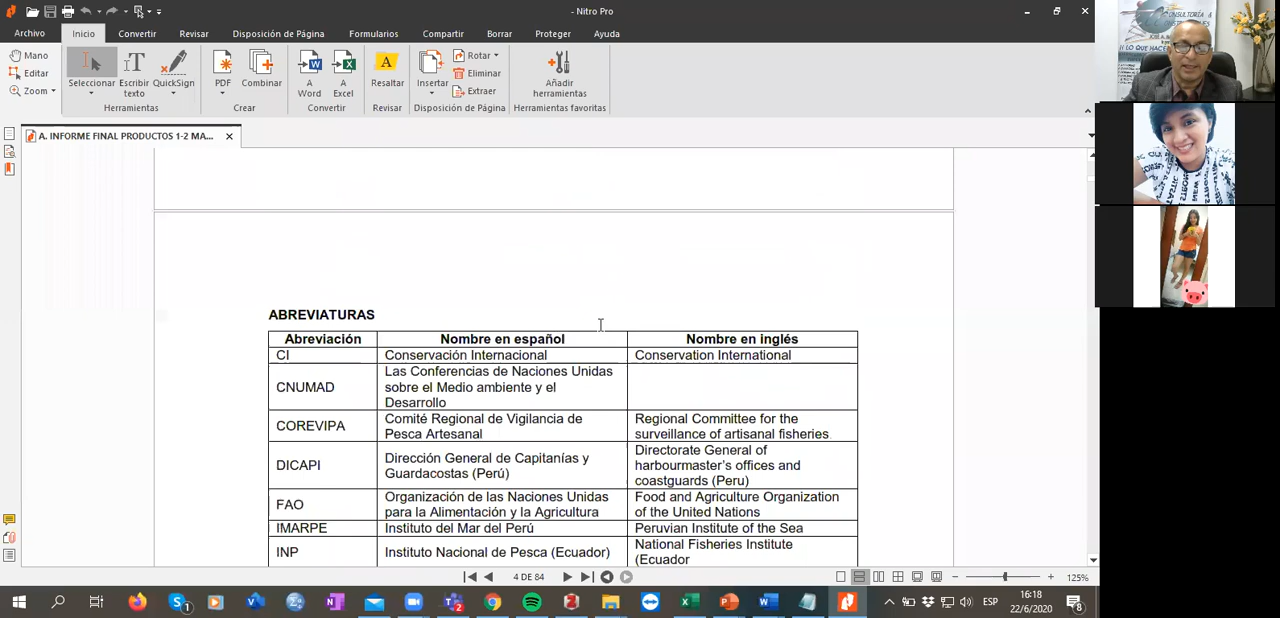 - Nitro Pro
Archivo Inicio Convertir Revisar Disposición de Página Formularios Compartir Borrar Proteger Ayuda
Mano
Editar
Zoom
Seleccionar
Escribir texto
QuickSign
Herramientas
PDF
Combinar
Crear
A Word
A Excel
Convertir
Resaltar
Revisar
Insertar
Rotar
Eliminar
Extraer
Disposición de Página
Añadir herramientas
Herramientas favoritas
A. INFORME FINAL PRODUCTOS 1-2 MA...
ABREVIATURAS
Abreviación Nombre en español Nombre en inglés
CI Conservación Internacional Conservation International
CNUMAD Las Conferencias de Naciones Unidas
sobre el Medio ambiente y el
Desarrollo
COREVIPA Comité Regional de Vigilancia de
Pesca Artesanal
Regional Committee for the
surveillance of artisanal fisheries
DICAPI Dirección General de Capitanías y
Guardacostas (Perú)
Directorate General of
harbourmaster's offices and
coastguards (Peru)
FAO Organización de las Naciones Unidas
para la Alimentación y la Agricultura
Food and Agriculture Organization
of the United Nations
IMARPE Instituto del Mar del Perú Peruvian Institute of the Sea
INP Instituto Nacional de Pesca (Ecuador)
National Fisheries Institute
(Ecuador
4 DE 84
125%
ESP
16:18
22/6/2020